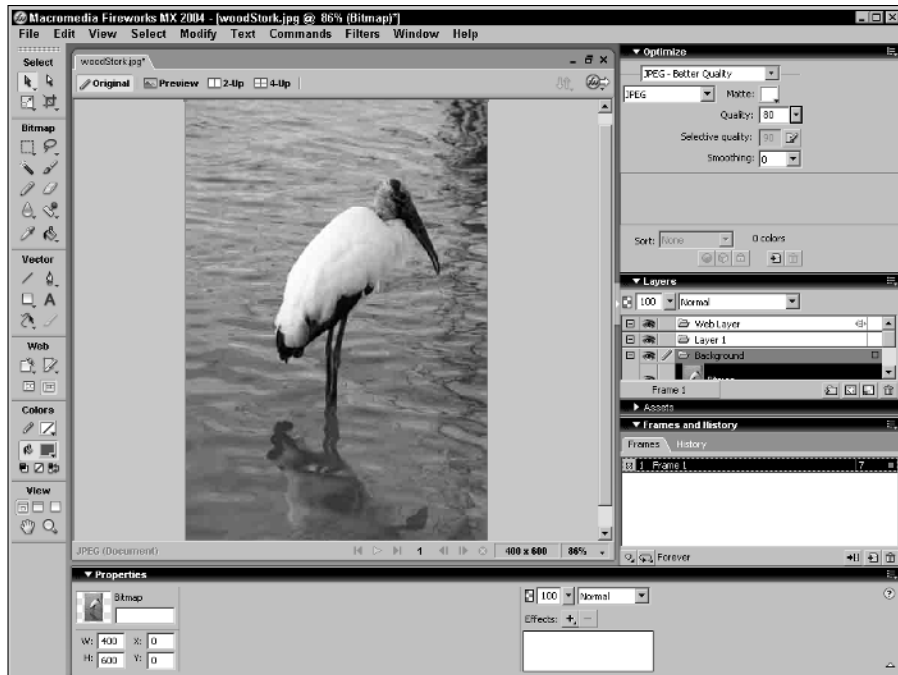 Macromedia Fireworks MX 2004 - [woodStork.jpg @ 86% (Bitmap)*]
File Edit View Select Modify Text Commands Filters Window Help
Select
Bitmap
Vector
Web
Colors
View
woodStork.jpg*
Original Preview 2-Up 4-Up
JPEG (Document) 1 400 x 600 86%
Optimize
JPEG - Better Quality
JPEG Matte:
Quality: 80
Selective quality: 90
Smoothing: 0
Sort: None 0 colors
Layers
100 Normal
Web Layer
Layer 1
Background
Frame 1
Assets
Frames and History
Frames History
1 Frame 1 7
Forever
Properties
Bitmap
W: 400 X: 0
H: 600 Y: 0
100 Normal
Effects: